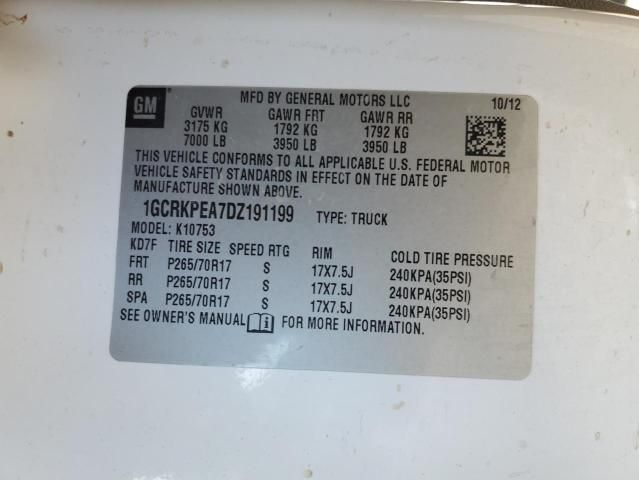 GM
MFD BY GENERAL MOTORS LLC 10/12
GVWR GAWR FRT GAWR RR
3175 KG 1792 KG 1792 KG
7000 LB 3950 LB 3950 LB
THIS VEHICLE CONFORMS TO ALL APPLICABLE U.S. FEDERAL MOTOR
VEHICLE SAFETY STANDARDS IN EFFECT ON THE DATE OF
MANUFACTURE SHOWN ABOVE.
1GCRKPEA7DZ191199 TYPE: TRUCK
MODEL: K10753
KD7F TIRE SIZE SPEED RTG RIM COLD TIRE PRESSURE
FRT P265/70R17 S 17X7.5J 240KPA(35PSI)
RR P265/70R17 S 17X7.5J 240KPA(35PSI)
SPA P265/70R17 S 17X7.5J 240KPA(35PSI)
SEE OWNER'S MANUAL i FOR MORE INFORMATION.